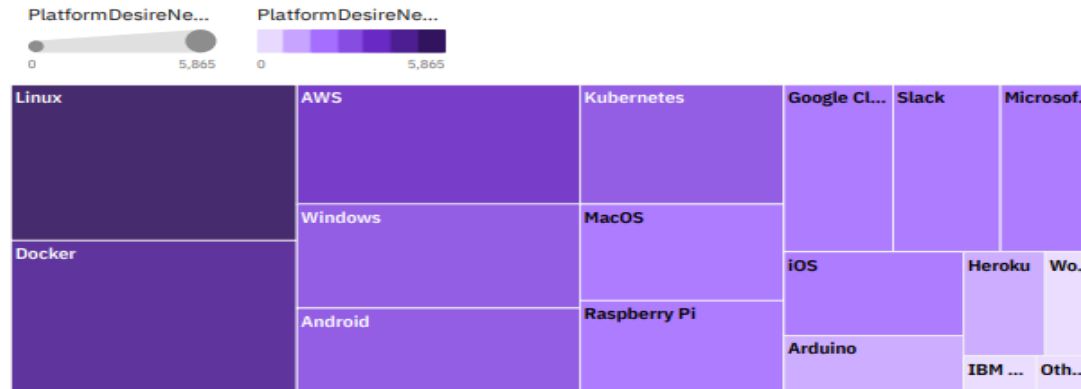 PlatformDesireNe... PlatformDesireNe...
0 5,865 0 5,865
Linux AWS Kubernetes Google Cl... Slack Microsof.
Windows MacOS
Docker iOS Heroku Wo.
Android Raspberry Pi
Arduino
IBM ... Oth..